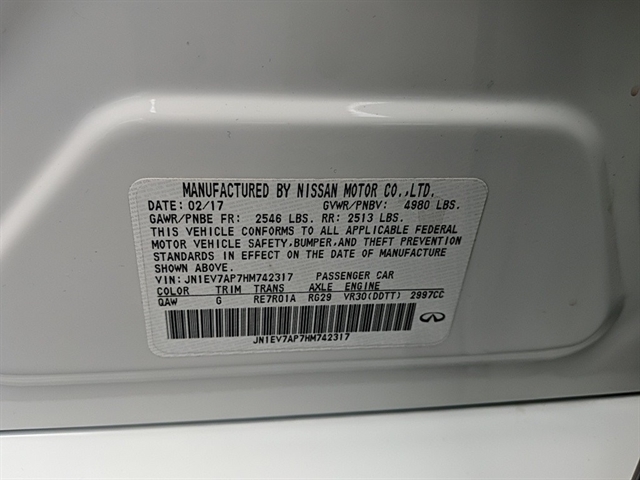 MANUFACTURED BY NISSAN MOTOR CO.,LTD.
DATE: 02/17 GVWR/PNBV: 4980 LBS.
GAWR/PNBE FR: 2546 LBS. RR: 2513 LBS.
THIS VEHICLE CONFORMS TO ALL APPLICABLE FEDERAL
MOTOR VEHICLE SAFETY,BUMPER,AND THEFT PREVENTION
STANDARDS IN EFFECT ON THE DATE OF MANUFACTURE
SHOWN ABOVE.
VIN: JN1EV7AP7HM742317 PASSENGER CAR
COLOR TRIM TRANS AXLE ENGINE
QAW G RE7R01A RG29 VR30(DDTT) 2997CC
JN1EV7AP7HM742317